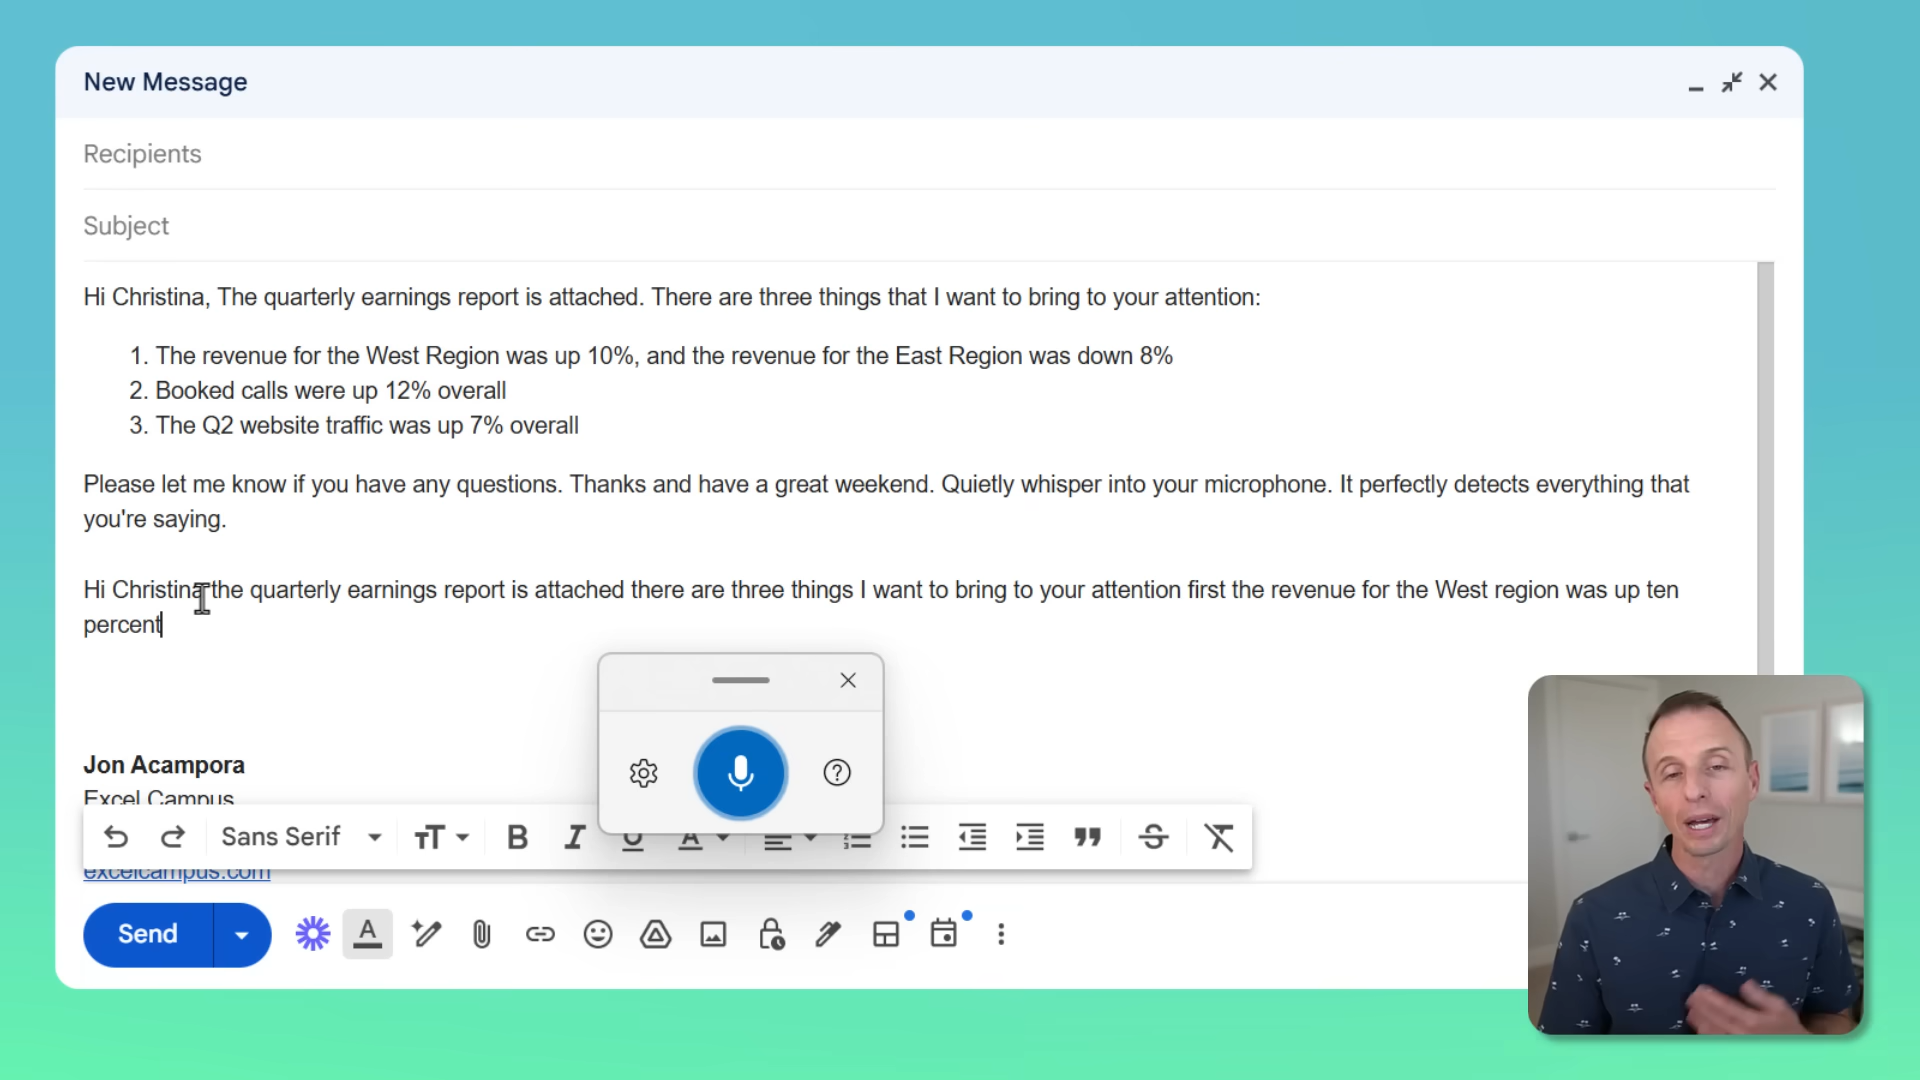 New Message
Recipients
Subject
Hi Christina, The quarterly earnings report is attached. There are three things that I want to bring to your attention:
1. The revenue for the West Region was up 10%, and the revenue for the East Region was down 8%
2. Booked calls were up 12% overall
3. The Q2 website traffic was up 7% overall
Please let me know if you have any questions. Thanks and have a great weekend. Quietly whisper into your microphone. It perfectly detects everything that
you're saying.
Hi Christina the quarterly earnings report is attached there are three things I want to bring to your attention first the revenue for the West region was up ten
percent
Jon Acampora
Excel Campus
Sans Serif
excelcampus.com
Send